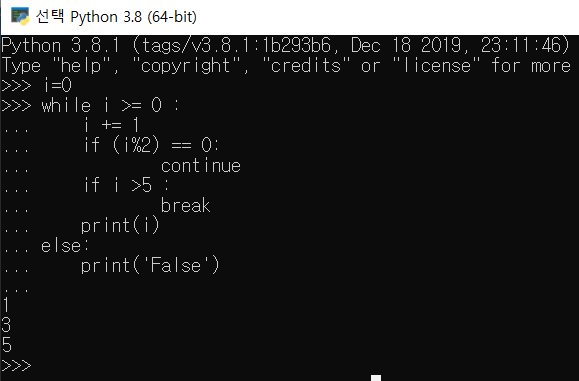 선택 Python 3.8 (64-bit)
Python 3.8.1 (tags/v3.8.1:1b293b6, Dec 18 2019, 23:11:46)
Type "help", "copyright", "credits" or "license" for more
>>> i=0
>>> while i >= 0 :
...     i += 1
...     if (i%2) == 0:
...             continue
...     if i >5 :
...             break
...     print(i)
... else:
...     print('False')
...
1
3
5
>>>